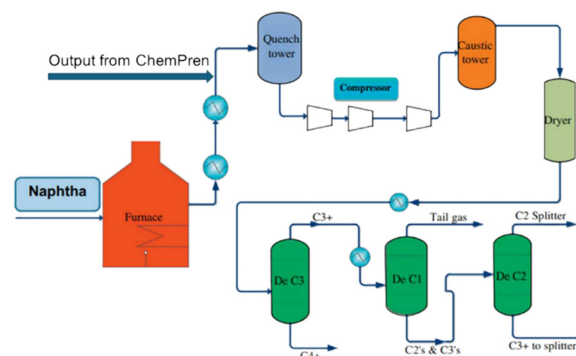 Output from ChemPren
Quench
tower
Compressor
Caustic
tower
Dryer
Naphtha
Furnace
C3+
Tail gas
C2 Splitter
De C3
De C1
De C2
C4+
C2's & C3's
C3+ to splitter